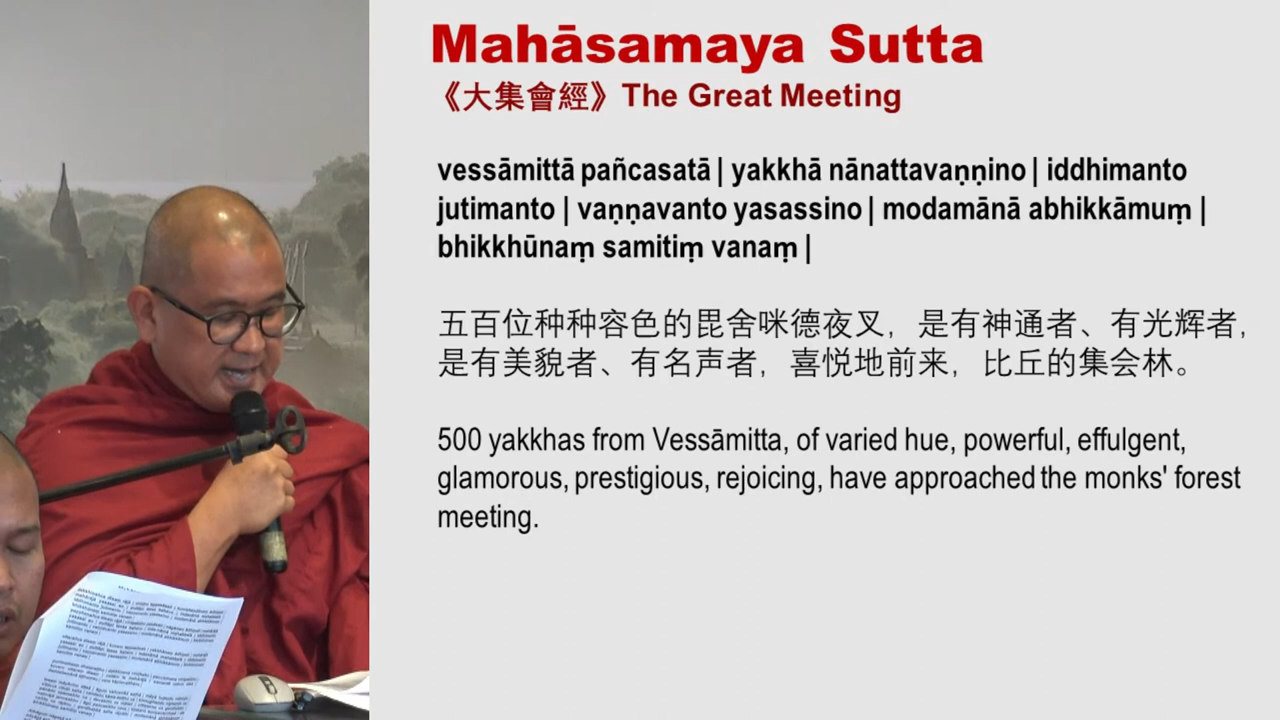 Mahāsamaya Sutta
《大集會經》The Great Meeting
vessāmittā pañcasatā | yakkhā nānattavaṇṇino | iddhimanto
jutimanto | vaṇṇavanto yasassino | modamānā abhikkāmuṃ |
bhikkhūnaṃ samitiṃ vanaṃ |
五百位种种容色的毘舍咪德夜叉，是有神通者、有光辉者，
是有美貌者、有名声者，喜悦地前来，比丘的集会林。
500 yakkhas from Vessāmitta, of varied hue, powerful, effulgent,
glamorous, prestigious, rejoicing, have approached the monks' forest
meeting.